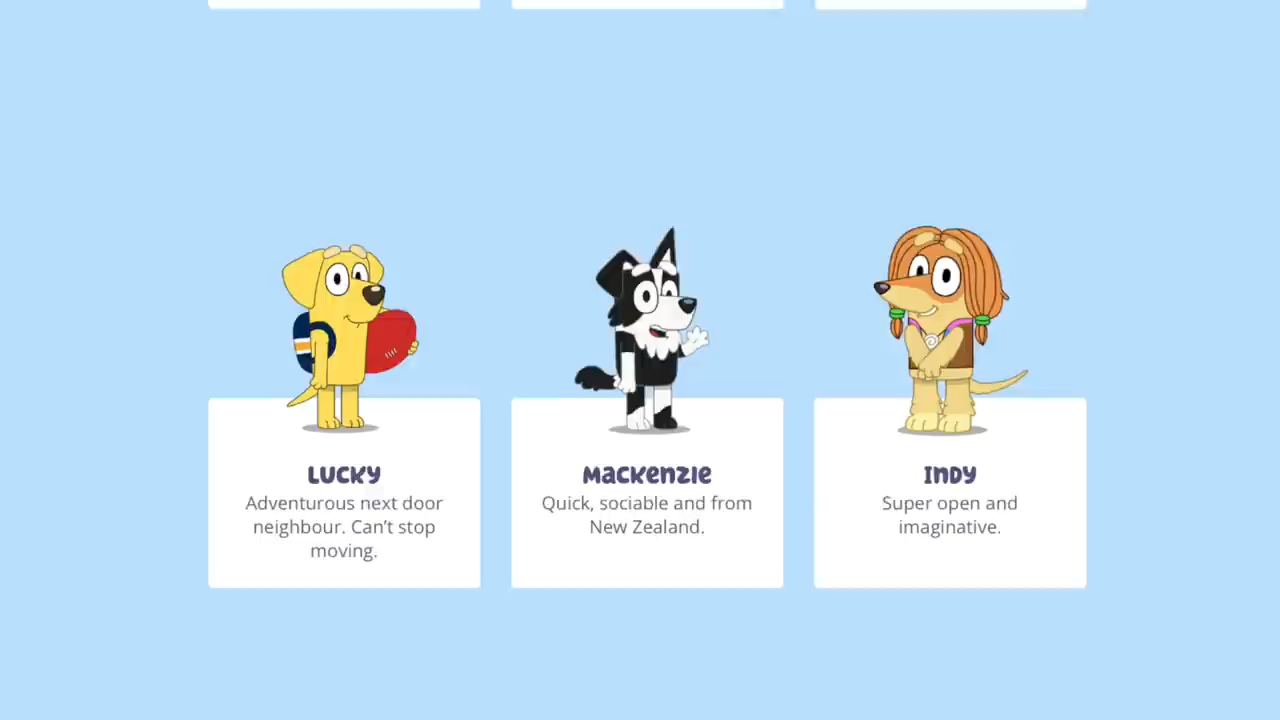 Lucky
Adventurous next door
neighbour. Can’t stop
moving.
Mackenzie
Quick, sociable and from
New Zealand.
Indy
Super open and
imaginative.